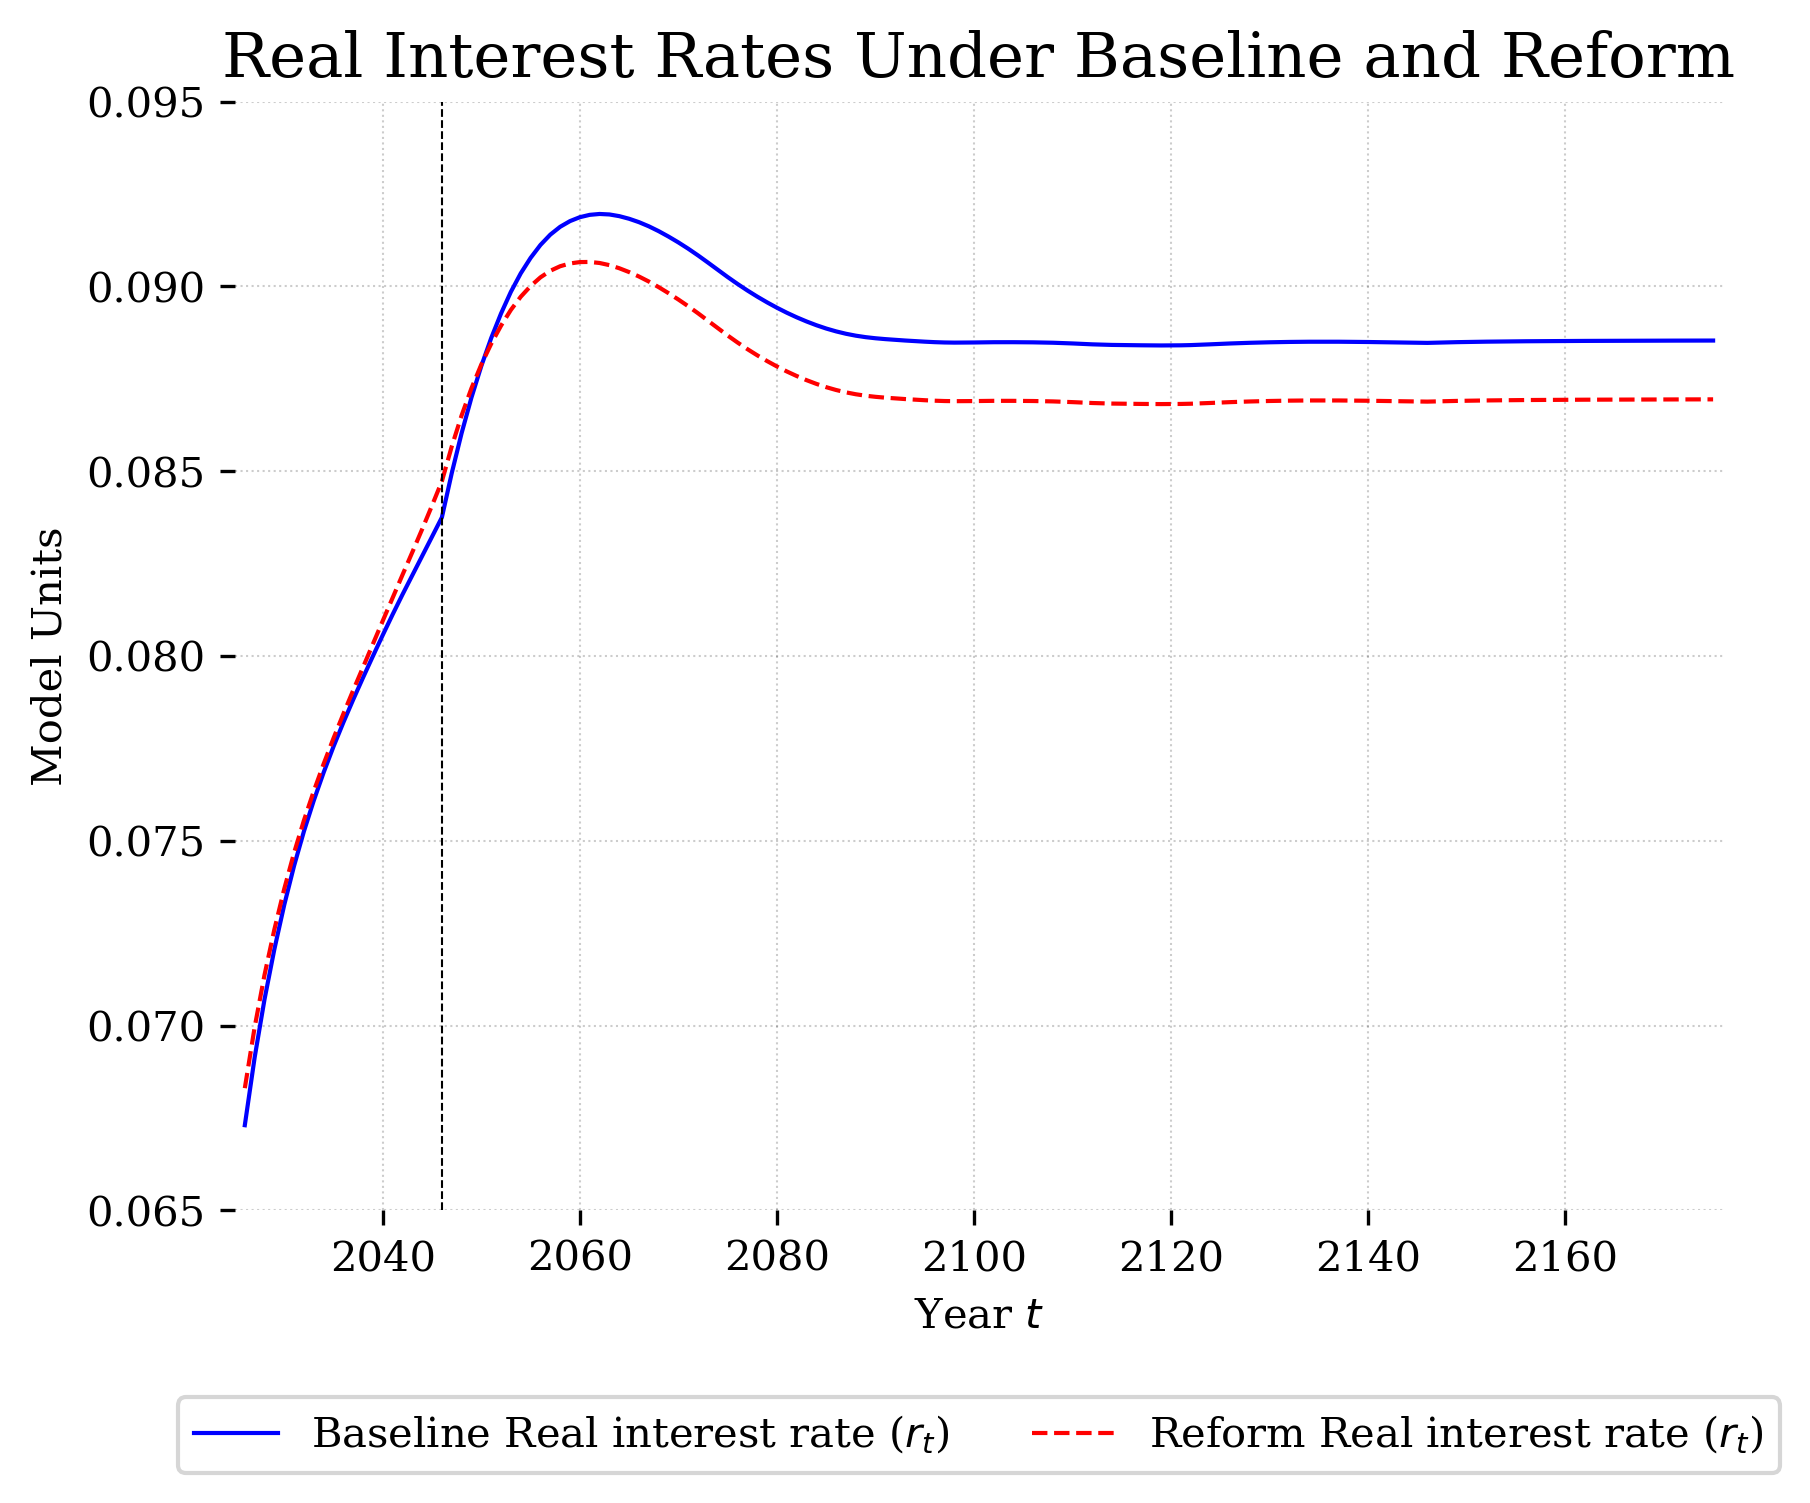 Real Interest Rates Under Baseline and Reform
0.095
0.090
0.085
0.080
0.075
0.070
0.065
Model Units
2040 2060 2080 2100 2120 2140 2160
Year t
Baseline Real interest rate (rₜ) Reform Real interest rate (rₜ)